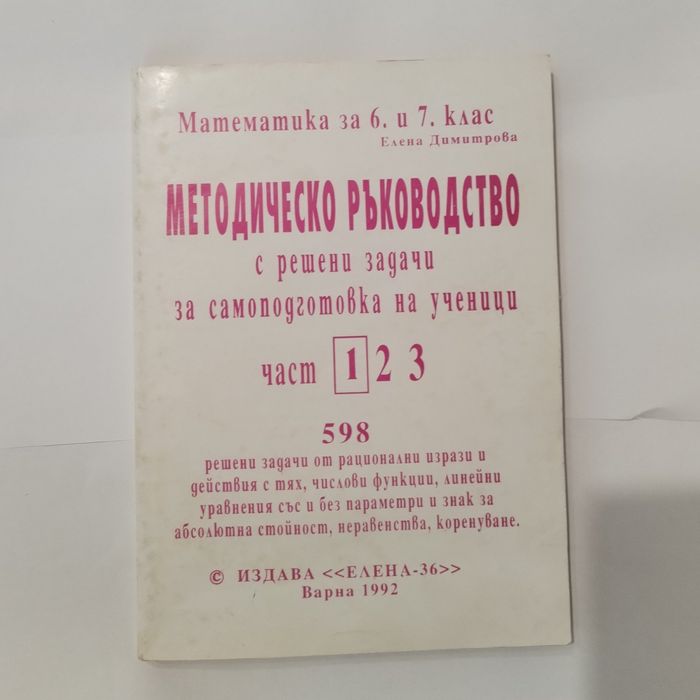 Математика за 6. и 7. клас
Елена Димитрова
МЕТОДИЧЕСКО РЪКОВОДСТВО
с решени задачи
за самоподготовка на ученици
част 1 2 3
598
решени задачи от рационални изрази и
действия с тях, числови функции, линейни
уравнения със и без параметри и знак за
абсолютна стойност, неравенства, коренуване.
© ИЗДАВА <<ЕЛЕНА-36>>
Варна 1992